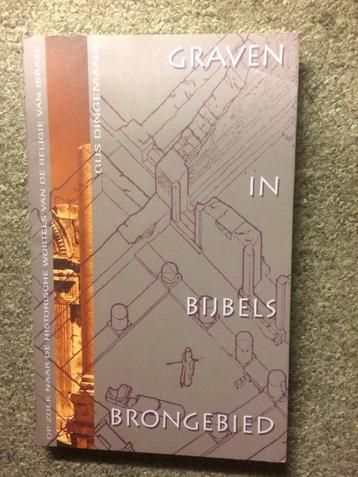 GRAVEN
IN
BIJBELS
BRONGEBIED
GIJS DINGEMANS
OP ZOEK NAAR DE HISTORISCHE WORTELS VAN DE RELIGIE VAN ISRAËL